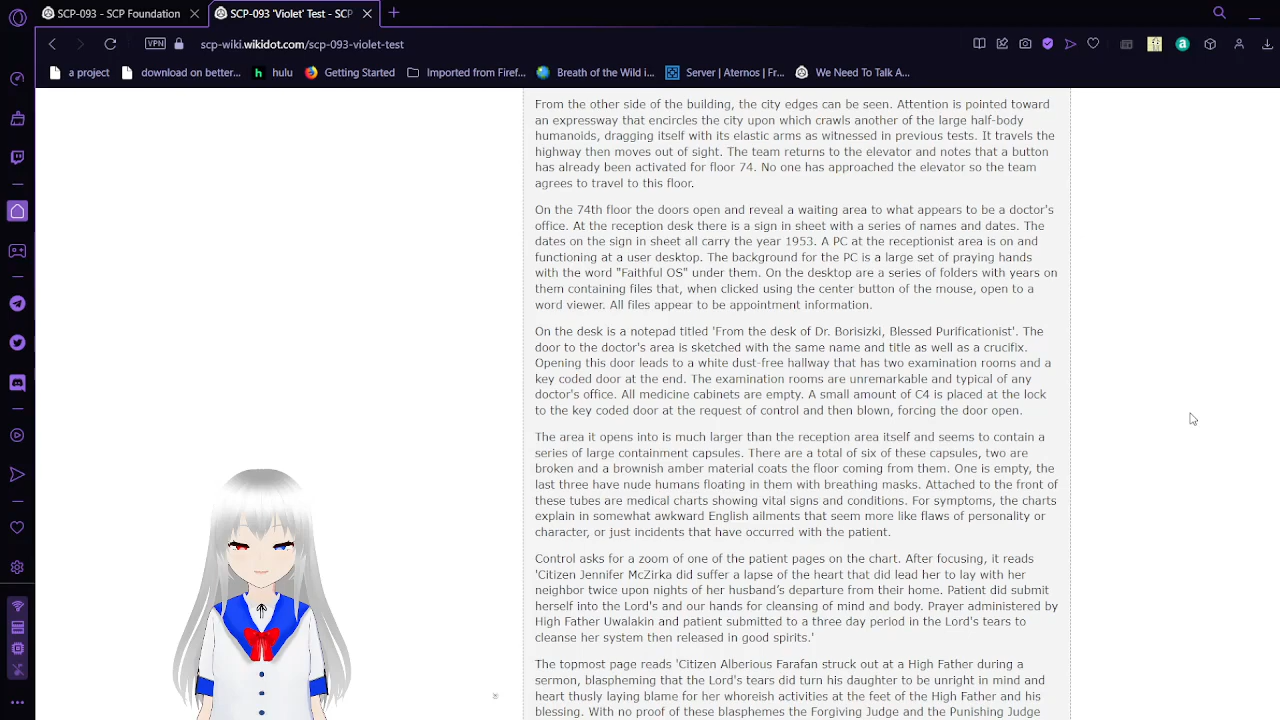 SCP-093 - SCP Foundation
SCP-093 'Violet' Test - SCP
VPN
scp-wiki.wikidot.com/scp-093-violet-test
a project
download on better...
hulu
Getting Started
Imported from Firef...
Breath of the Wild i...
Server | Aternos | Fr...
We Need To Talk A...
From the other side of the building, the city edges can be seen. Attention is pointed toward
an expressway that encircles the city upon which crawls another of the large half-body
humanoids, dragging itself with its elastic arms as witnessed in previous tests. It travels the
highway then moves out of sight. The team returns to the elevator and notes that a button
has already been activated for floor 74. No one has approached the elevator so the team
agrees to travel to this floor.
On the 74th floor the doors open and reveal a waiting area to what appears to be a doctor's
office. At the reception desk there is a sign in sheet with a series of names and dates. The
dates on the sign in sheet all carry the year 1953. A PC at the receptionist area is on and
functioning at a user desktop. The background for the PC is a large set of praying hands
with the word "Faithful OS" under them. On the desktop are a series of folders with years on
them containing files that, when clicked using the center button of the mouse, open to a
word viewer. All files appear to be appointment information.
On the desk is a notepad titled 'From the desk of Dr. Borisizki, Blessed Purificationist'. The
door to the doctor's area is sketched with the same name and title as well as a crucifix.
Opening this door leads to a white dust-free hallway that has two examination rooms and a
key coded door at the end. The examination rooms are unremarkable and typical of any
doctor's office. All medicine cabinets are empty. A small amount of C4 is placed at the lock
to the key coded door at the request of control and then blown, forcing the door open.
The area it opens into is much larger than the reception area itself and seems to contain a
series of large containment capsules. There are a total of six of these capsules, two are
broken and a brownish amber material coats the floor coming from them. One is empty, the
last three have nude humans floating in them with breathing masks. Attached to the front of
these tubes are medical charts showing vital signs and conditions. For symptoms, the charts
explain in somewhat awkward English ailments that seem more like flaws of personality or
character, or just incidents that have occurred with the patient.
Control asks for a zoom of one of the patient pages on the chart. After focusing, it reads
'Citizen Jennifer McZirka did suffer a lapse of the heart that did lead her to lay with her
neighbor twice upon nights of her husband's departure from their home. Patient did submit
herself into the Lord's and our hands for cleansing of mind and body. Prayer administered by
High Father Uwalakin and patient submitted to a three day period in the Lord's tears to
cleanse her system then released in good spirits.'
The topmost page reads 'Citizen Alberious Farafan struck out at a High Father during a
sermon, blaspheming that the Lord's tears did turn his daughter to be unright in mind and
heart thusly laying blame for her whoreish activities at the feet of the High Father and his
blessing. With no proof of these blasphemes the Forgiving Judge and the Punishing Judge